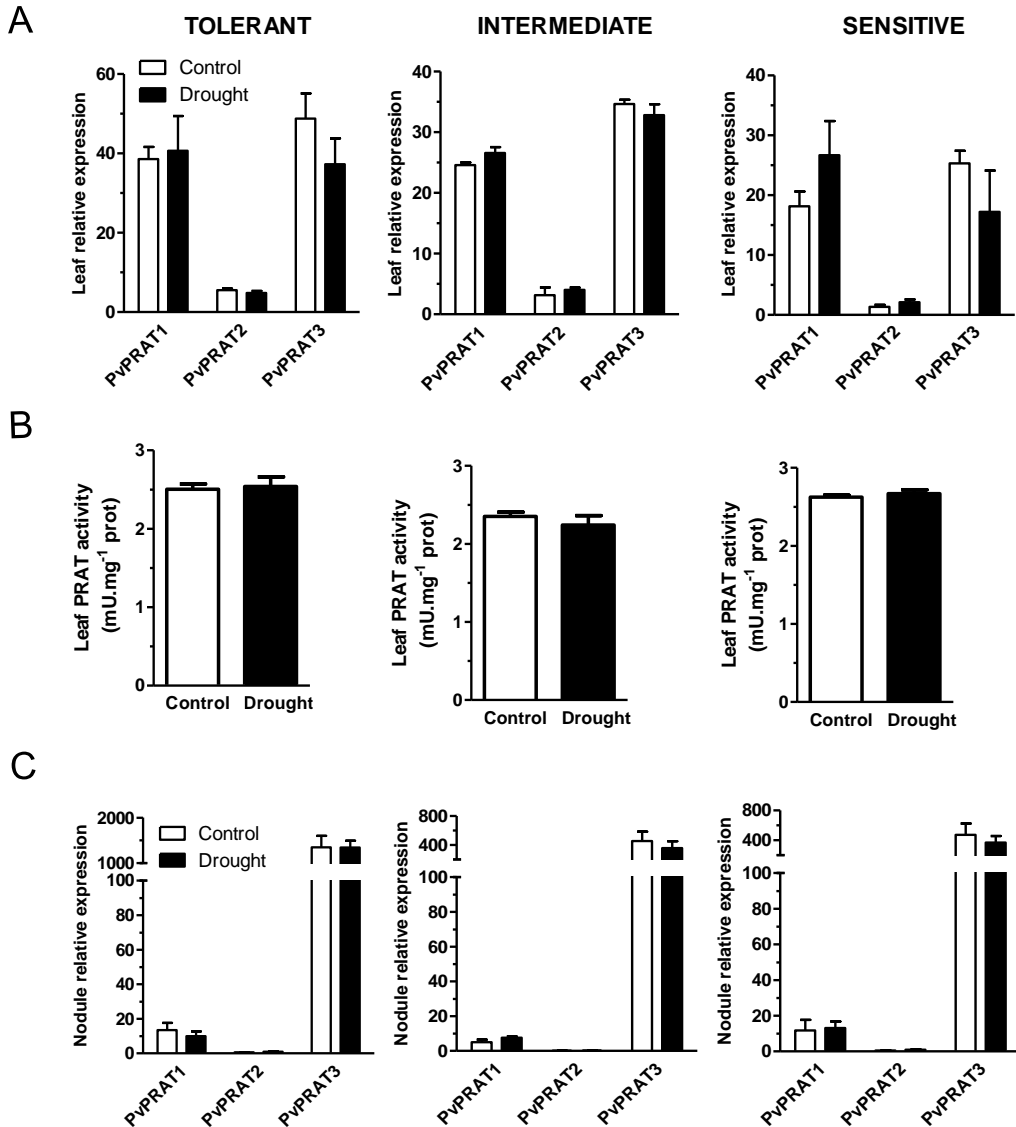 A
TOLERANT
INTERMEDIATE
SENSITIVE
Control
Drought
Leaf relative expression
60
40
20
0
PvPRAT1
PvPRAT2
PvPRAT3
Leaf relative expression
40
30
20
10
0
PvPRAT1
PvPRAT2
PvPRAT3
Leaf relative expression
40
30
20
10
0
PvPRAT1
PvPRAT2
PvPRAT3
B
Leaf PRAT activity
(mU.mg⁻¹ prot)
3
2
1
0
Control Drought
Leaf PRAT activity
(mU.mg⁻¹ prot)
3
2
1
0
Control Drought
Leaf PRAT activity
(mU.mg⁻¹ prot)
3
2
1
0
Control Drought
C
Control
Drought
Nodule relative expression
2000
1000
100
80
60
40
20
0
PvPRAT1
PvPRAT2
PvPRAT3
Nodule relative expression
800
400
100
80
60
40
20
0
PvPRAT1
PvPRAT2
PvPRAT3
Nodule relative expression
800
400
100
80
60
40
20
0
PvPRAT1
PvPRAT2
PvPRAT3